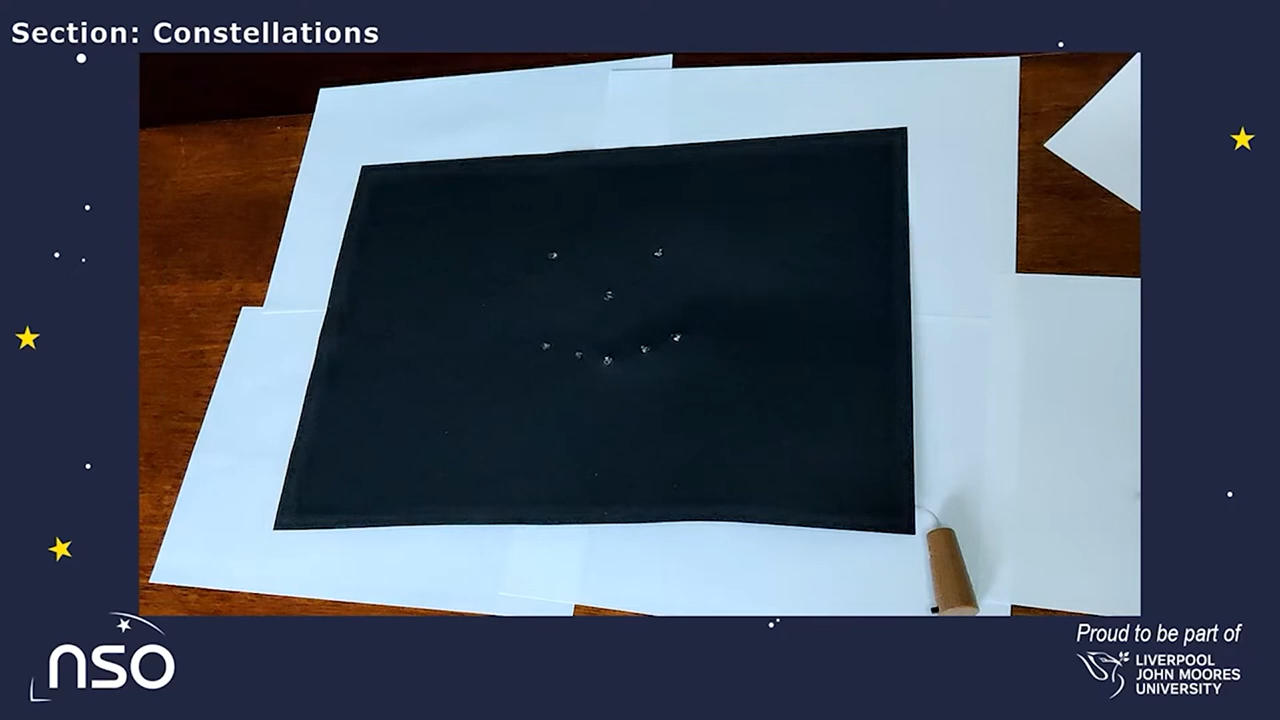 Section: Constellations
nso
Proud to be part of
LIVERPOOL
JOHN MOORES
UNIVERSITY